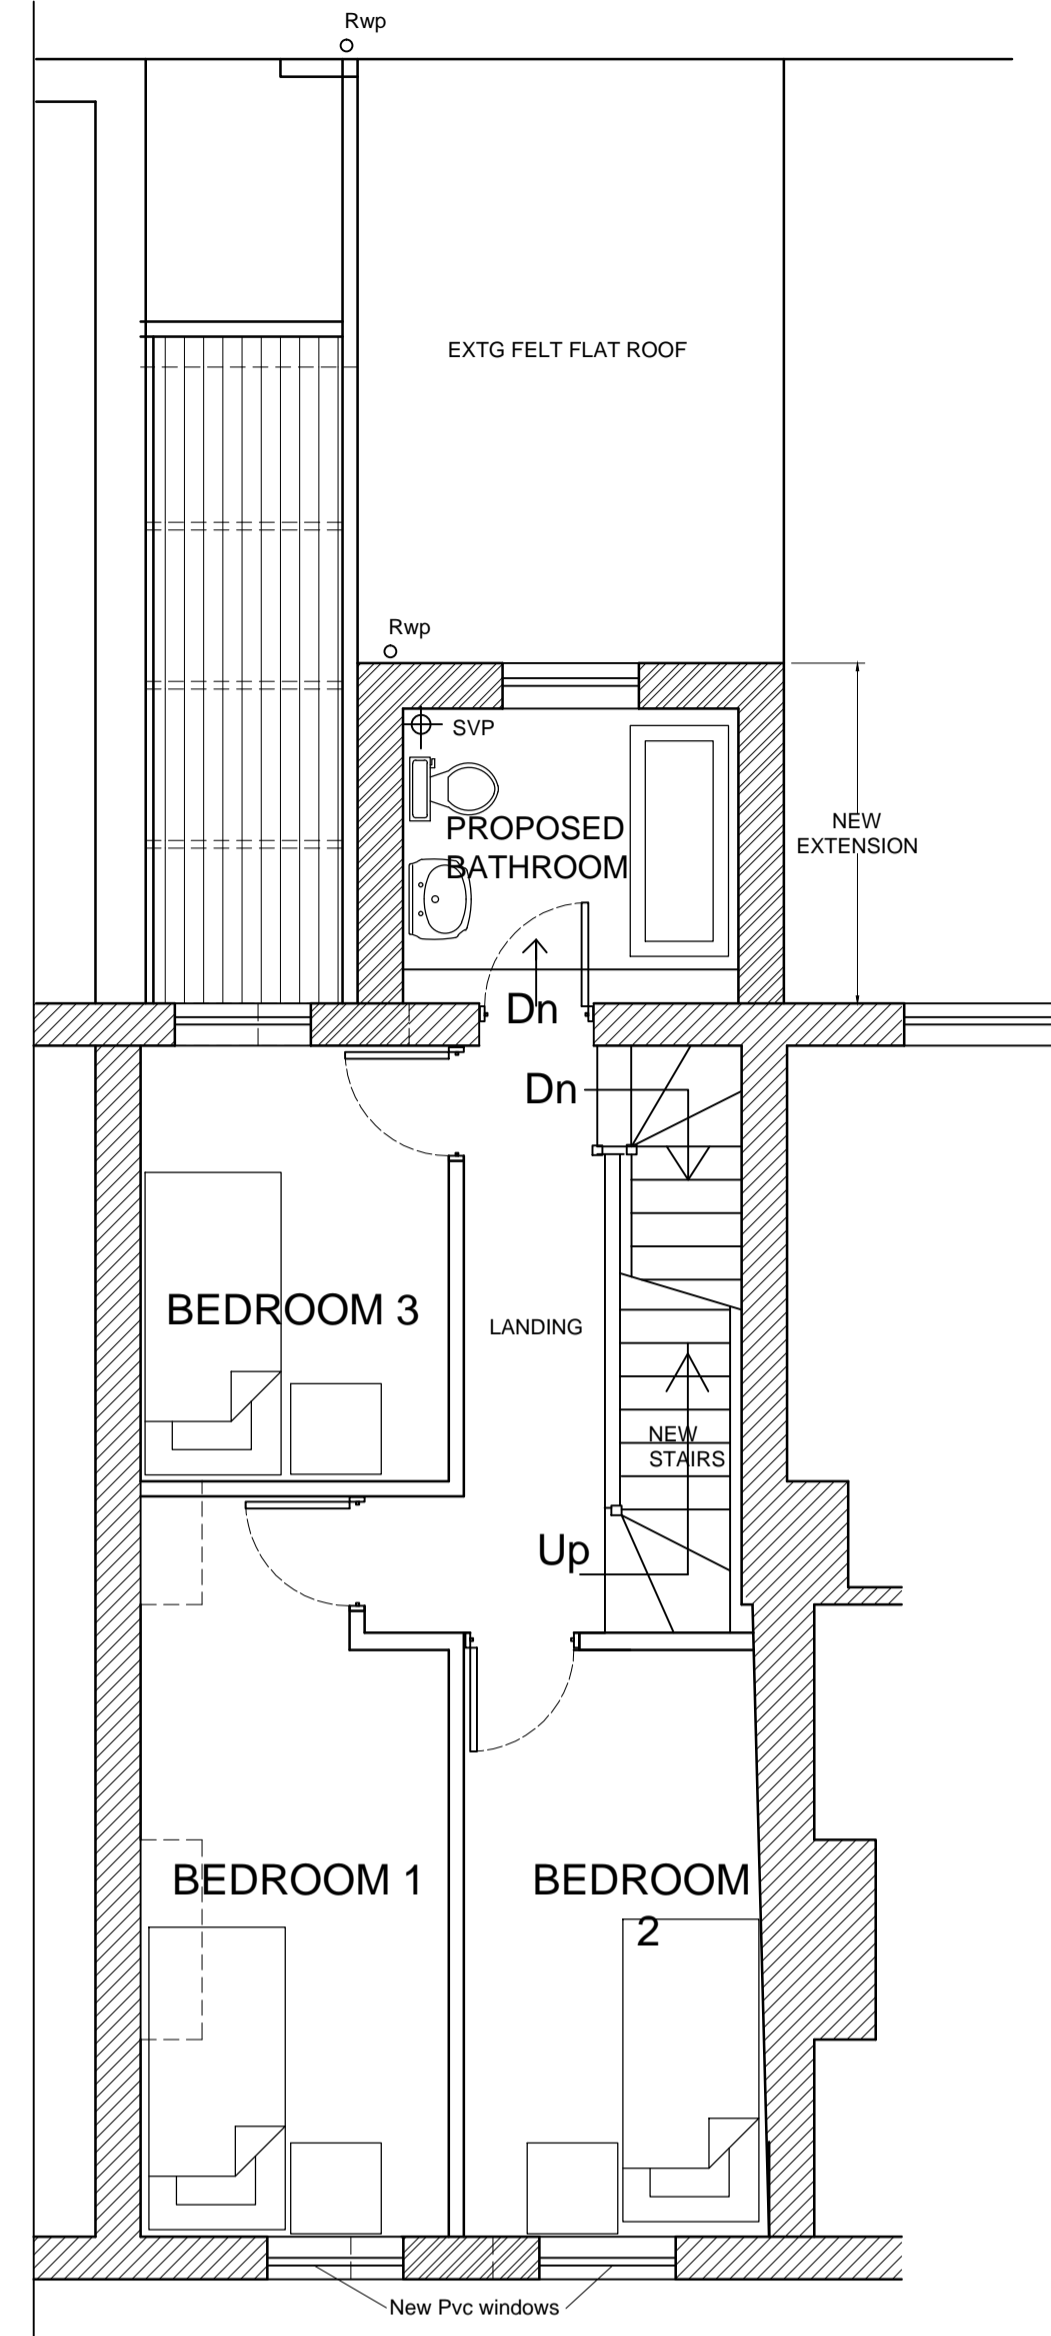 Rwp
EXTG FELT FLAT ROOF
Rwp
SVP
PROPOSED
BATHROOM
NEW
EXTENSION
Dn
Dn
BEDROOM 3
LANDING
NEW
STAIRS
Up
BEDROOM 1
BEDROOM
2
New Pvc windows